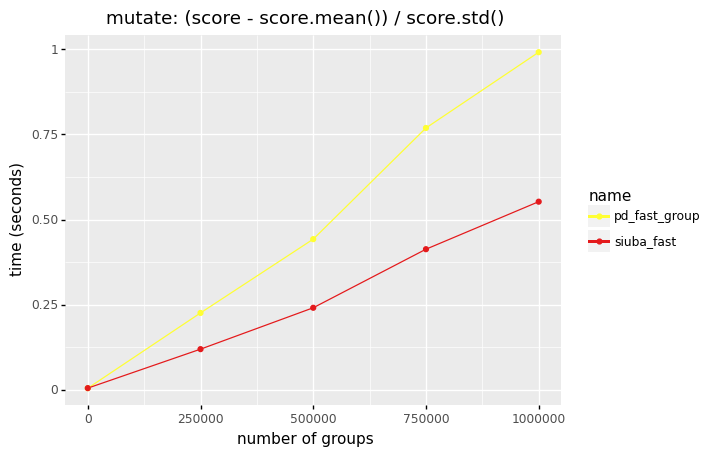 mutate: (score - score.mean()) / score.std()
1
0.75
0.50
0.25
0
time (seconds)
0 250000 500000 750000 1000000
number of groups
name
pd_fast_group
siuba_fast